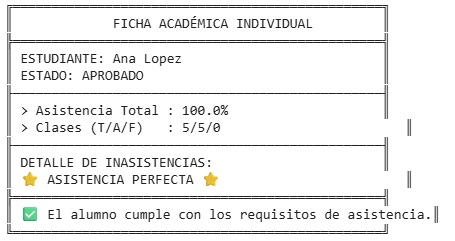 FICHA ACADÉMICA INDIVIDUAL
ESTUDIANTE: Ana Lopez
ESTADO: APROBADO
> Asistencia Total : 100.0%
> Clases (T/A/F)   : 5/5/0
DETALLE DE INASISTENCIAS:
⭐ ASISTENCIA PERFECTA ⭐
✅ El alumno cumple con los requisitos de asistencia.